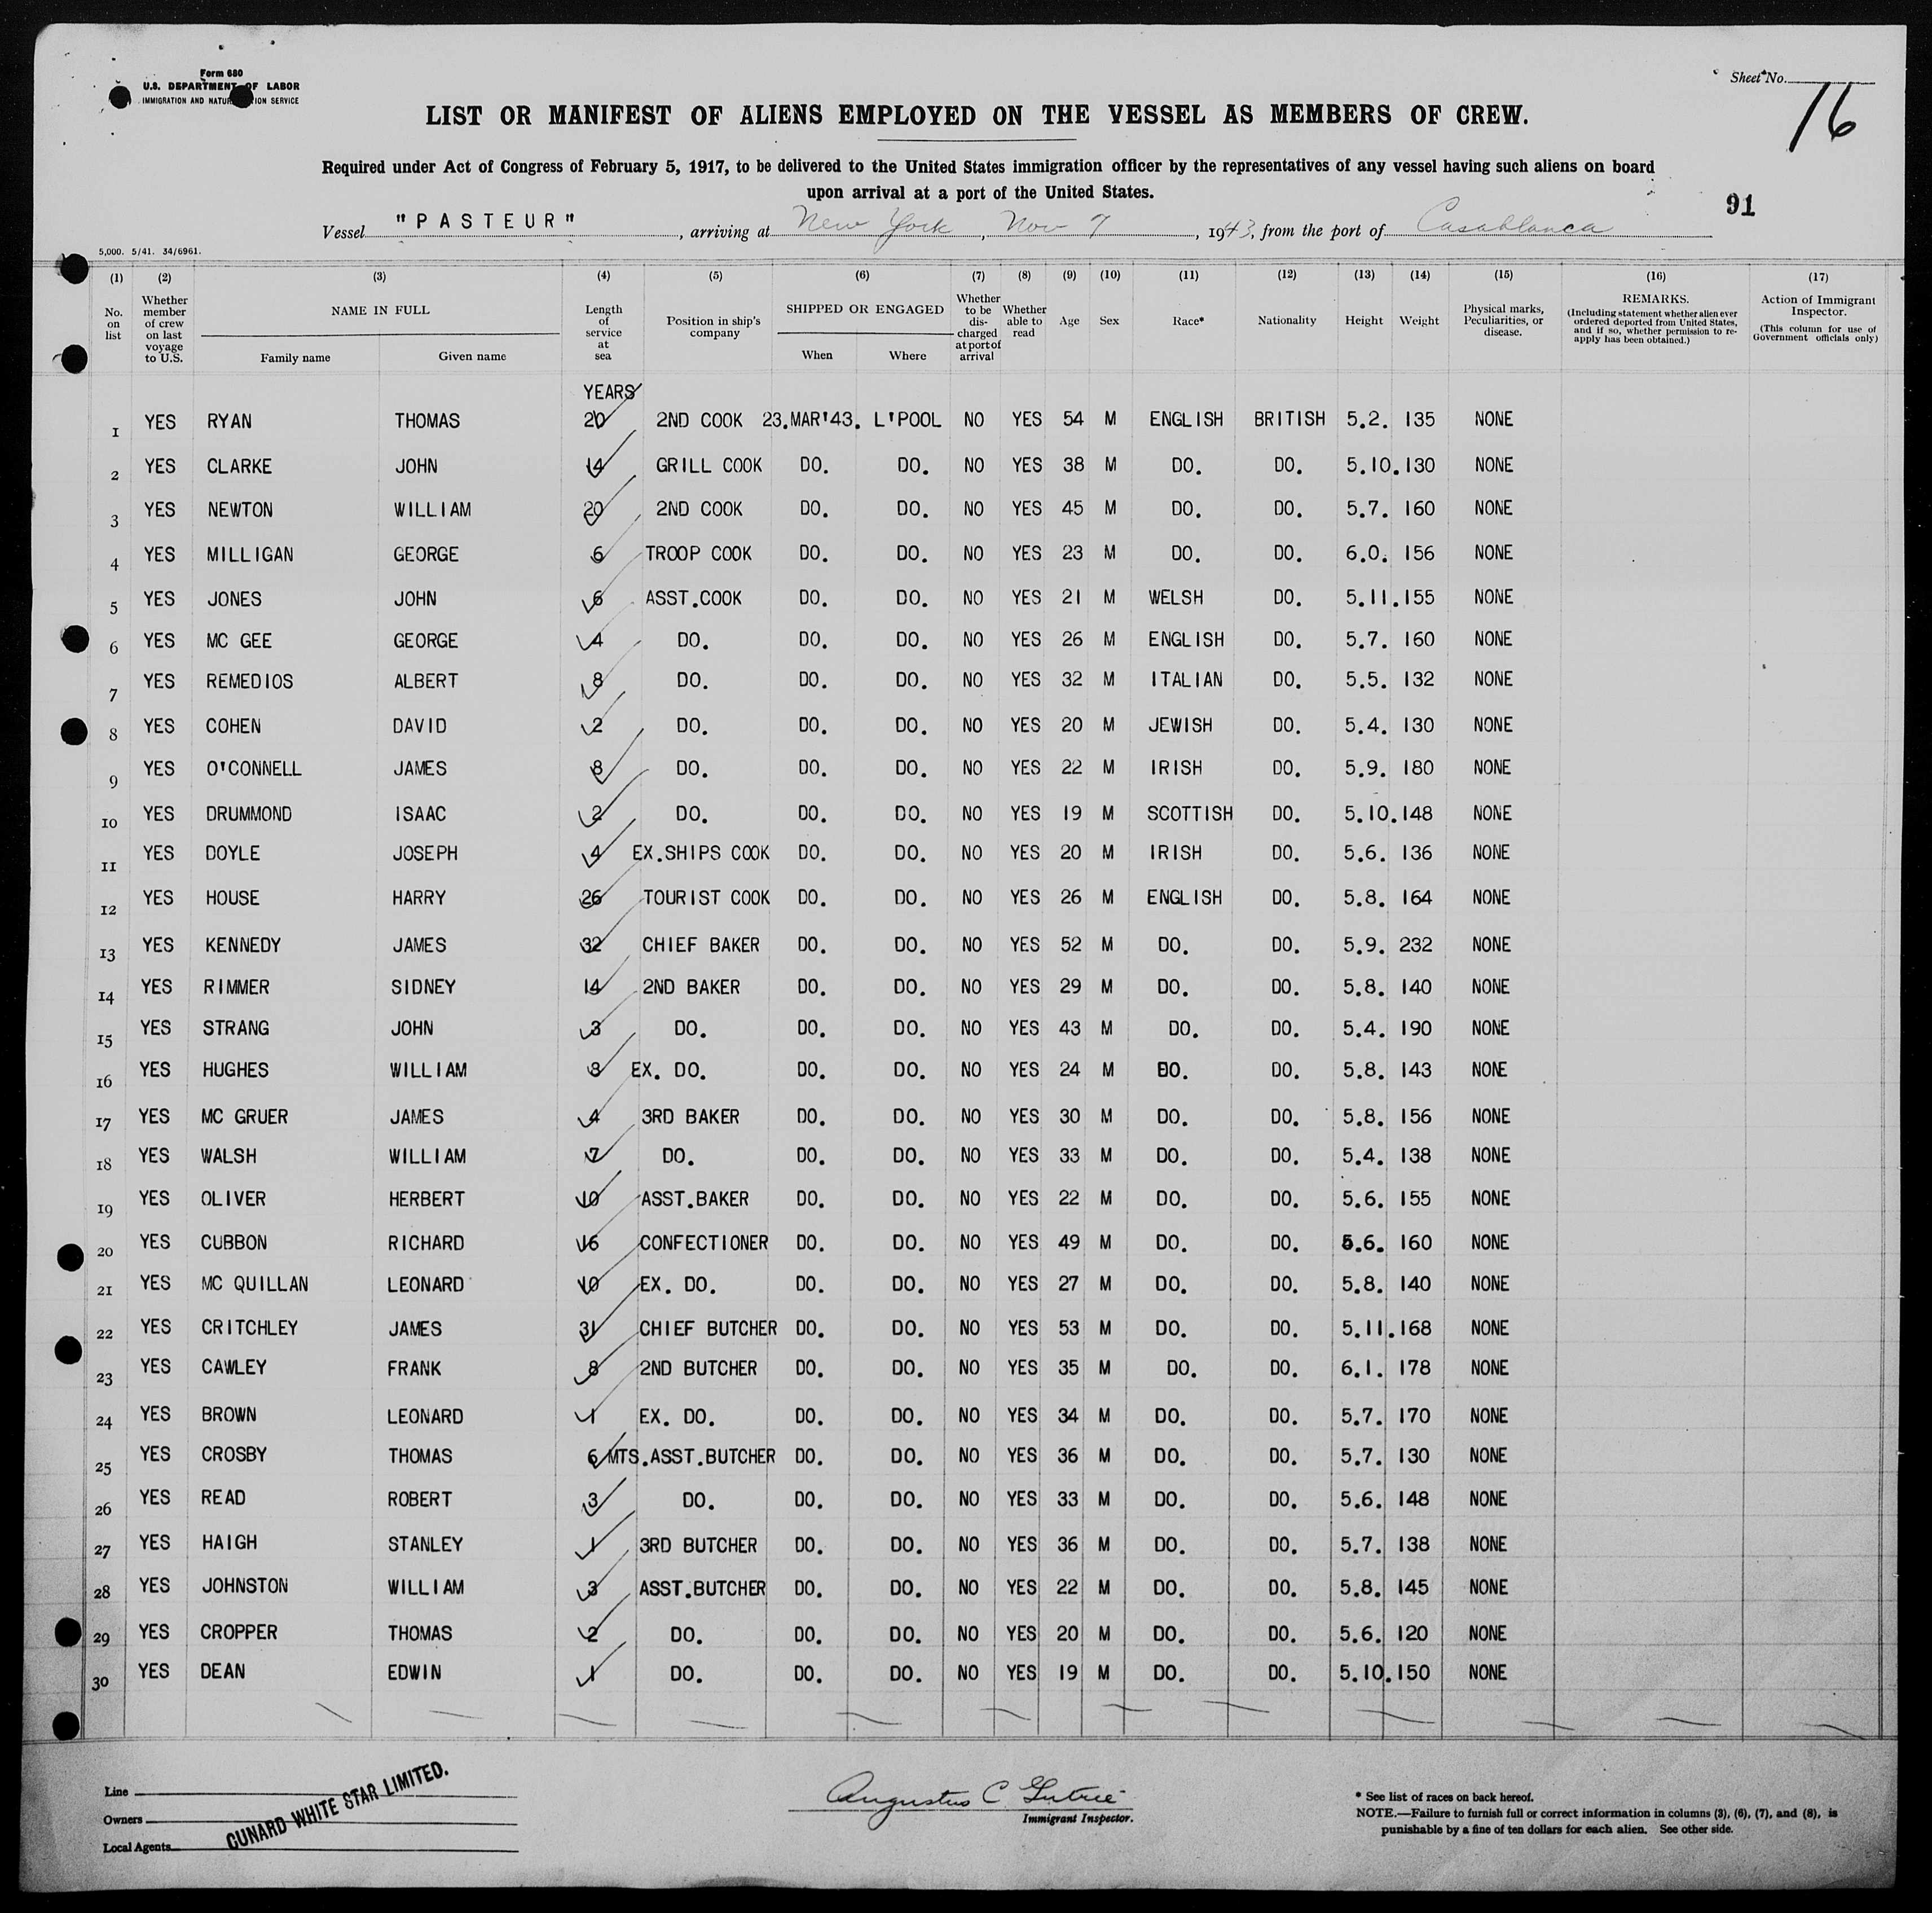 Form 680
U.S. DEPARTMENT OF LABOR
IMMIGRATION AND NATURALIZATION SERVICE
Sheet No. 16
LIST OR MANIFEST OF ALIENS EMPLOYED ON THE VESSEL AS MEMBERS OF CREW.
Required under Act of Congress of February 5, 1917, to be delivered to the United States immigration officer by the representatives of any vessel having such aliens on board
upon arrival at a port of the United States.
91
Vessel "PASTEUR", arriving at New York, Nov 7, 1943, from the port of Casablanca
5,000. 5/41. 34/6961.
(1) (2) (3) (4) (5) (6) (7) (8) (9) (10) (11) (12) (13) (14) (15) (16) (17)
No. on list | Whether member of crew on last voyage to U.S. | NAME IN FULL Family name Given name | Length of service at sea | Position in ship's company | SHIPPED OR ENGAGED When Where | Whether to be discharged at port of arrival | Whether able to read | Age | Sex | Race* | Nationality | Height | Weight | Physical marks, Peculiarities, or disease. | REMARKS. (Including statement whether alien ever ordered deported from United States, and if so, whether permission to re-apply has been obtained.) | Action of Immigrant Inspector. (This column for use of Government officials only)
YEARS
1 YES RYAN THOMAS 20 2ND COOK 23.MAR'43. L'POOL NO YES 54 M ENGLISH BRITISH 5.2. 135 NONE
2 YES CLARKE JOHN 14 GRILL COOK DO. DO. NO YES 38 M DO. DO. 5.10. 130 NONE
3 YES NEWTON WILLIAM 20 2ND COOK DO. DO. NO YES 45 M DO. DO. 5.7. 160 NONE
4 YES MILLIGAN GEORGE 6 TROOP COOK DO. DO. NO YES 23 M DO. DO. 6.0. 156 NONE
5 YES JONES JOHN 6 ASST.COOK DO. DO. NO YES 21 M WELSH DO. 5.11. 155 NONE
6 YES MC GEE GEORGE 4 DO. DO. DO. NO YES 26 M ENGLISH DO. 5.7. 160 NONE
7 YES REMEDIOS ALBERT 8 DO. DO. DO. NO YES 32 M ITALIAN DO. 5.5. 132 NONE
8 YES COHEN DAVID 2 DO. DO. DO. NO YES 20 M JEWISH DO. 5.4. 130 NONE
9 YES O'CONNELL JAMES 8 DO. DO. DO. NO YES 22 M IRISH DO. 5.9. 180 NONE
10 YES DRUMMOND ISAAC 2 DO. DO. DO. NO YES 19 M SCOTTISH DO. 5.10. 148 NONE
11 YES DOYLE JOSEPH 4 EX.SHIPS COOK DO. DO. NO YES 20 M IRISH DO. 5.6. 136 NONE
12 YES HOUSE HARRY 26 TOURIST COOK DO. DO. NO YES 26 M ENGLISH DO. 5.8. 164 NONE
13 YES KENNEDY JAMES 32 CHIEF BAKER DO. DO. NO YES 52 M DO. DO. 5.9. 232 NONE
14 YES RIMMER SIDNEY 14 2ND BAKER DO. DO. NO YES 29 M DO. DO. 5.8. 140 NONE
15 YES STRANG JOHN 3 DO. DO. DO. NO YES 43 M DO. DO. 5.4. 190 NONE
16 YES HUGHES WILLIAM 8 EX. DO. DO. DO. NO YES 24 M DO. DO. 5.8. 143 NONE
17 YES MC GRUER JAMES 4 3RD BAKER DO. DO. NO YES 30 M DO. DO. 5.8. 156 NONE
18 YES WALSH WILLIAM 7 DO. DO. DO. NO YES 33 M DO. DO. 5.4. 138 NONE
19 YES OLIVER HERBERT 10 ASST.BAKER DO. DO. NO YES 22 M DO. DO. 5.6. 155 NONE
20 YES CUBBON RICHARD 16 CONFECTIONER DO. DO. NO YES 49 M DO. DO. 5.6. 160 NONE
21 YES MC QUILLAN LEONARD 10 EX. DO. DO. DO. NO YES 27 M DO. DO. 5.8. 140 NONE
22 YES CRITCHLEY JAMES 31 CHIEF BUTCHER DO. DO. NO YES 53 M DO. DO. 5.11. 168 NONE
23 YES CAWLEY FRANK 8 2ND BUTCHER DO. DO. NO YES 35 M DO. DO. 6.1. 178 NONE
24 YES BROWN LEONARD 1 EX. DO. DO. DO. NO YES 34 M DO. DO. 5.7. 170 NONE
25 YES CROSBY THOMAS 6 MTS. ASST.BUTCHER DO. DO. NO YES 36 M DO. DO. 5.7. 130 NONE
26 YES READ ROBERT 3 DO. DO. DO. NO YES 33 M DO. DO. 5.6. 148 NONE
27 YES HAIGH STANLEY 1 3RD BUTCHER DO. DO. NO YES 36 M DO. DO. 5.7. 138 NONE
28 YES JOHNSTON WILLIAM 3 ASST.BUTCHER DO. DO. NO YES 22 M DO. DO. 5.8. 145 NONE
29 YES CROPPER THOMAS 2 DO. DO. DO. NO YES 20 M DO. DO. 5.6. 120 NONE
30 YES DEAN EDWIN 1 DO. DO. DO. NO YES 19 M DO. DO. 5.10. 150 NONE
Line
Owners
Local Agents
CUNARD WHITE STAR LIMITED.
Augustus C.
Immigrant Inspector.
* See list of races on back hereof.
NOTE.—Failure to furnish full or correct information in columns (3), (6), (7), and (8), is
punishable by a fine of ten dollars for each alien. See other side.